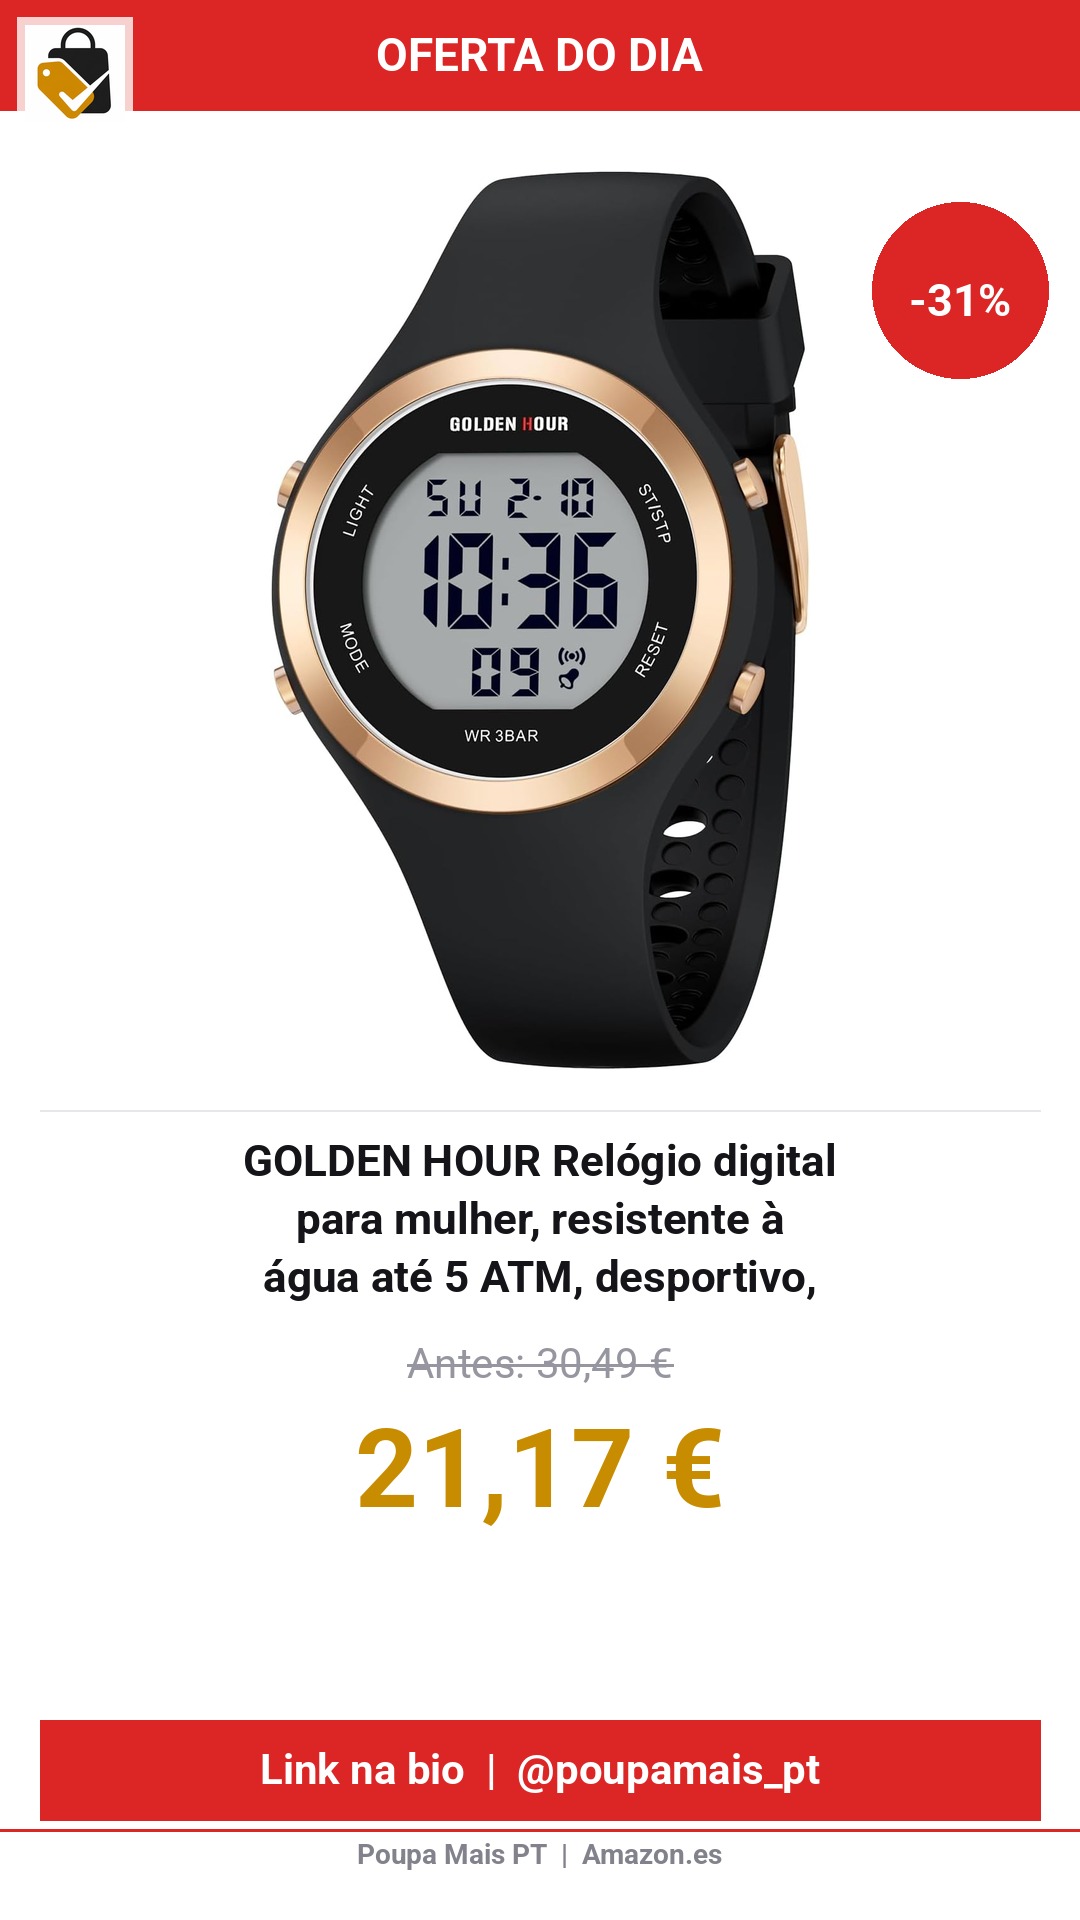 OFERTA DO DIA
-31%
GOLDEN HOUR
LIGHT
ST/STP
SU 2-10
10:36
09
MODE
RESET
WR 3BAR
GOLDEN HOUR Relógio digital
para mulher, resistente à
água até 5 ATM, desportivo,
Antes: 30,49 €
21,17 €
Link na bio | @poupamais_pt
Poupa Mais PT | Amazon.es